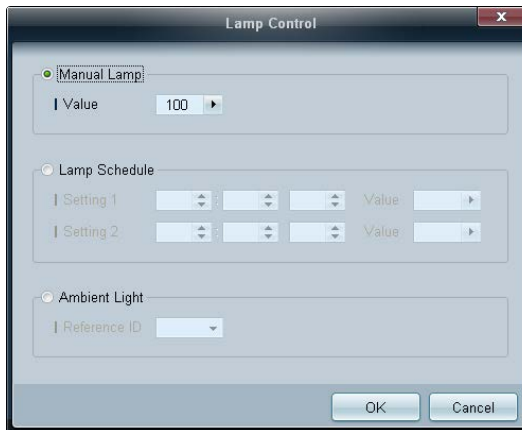 Lamp Control
x
Manual Lamp
Value 100
Lamp Schedule
Setting 1 : Value
Setting 2 : Value
Ambient Light
Reference ID
OK Cancel